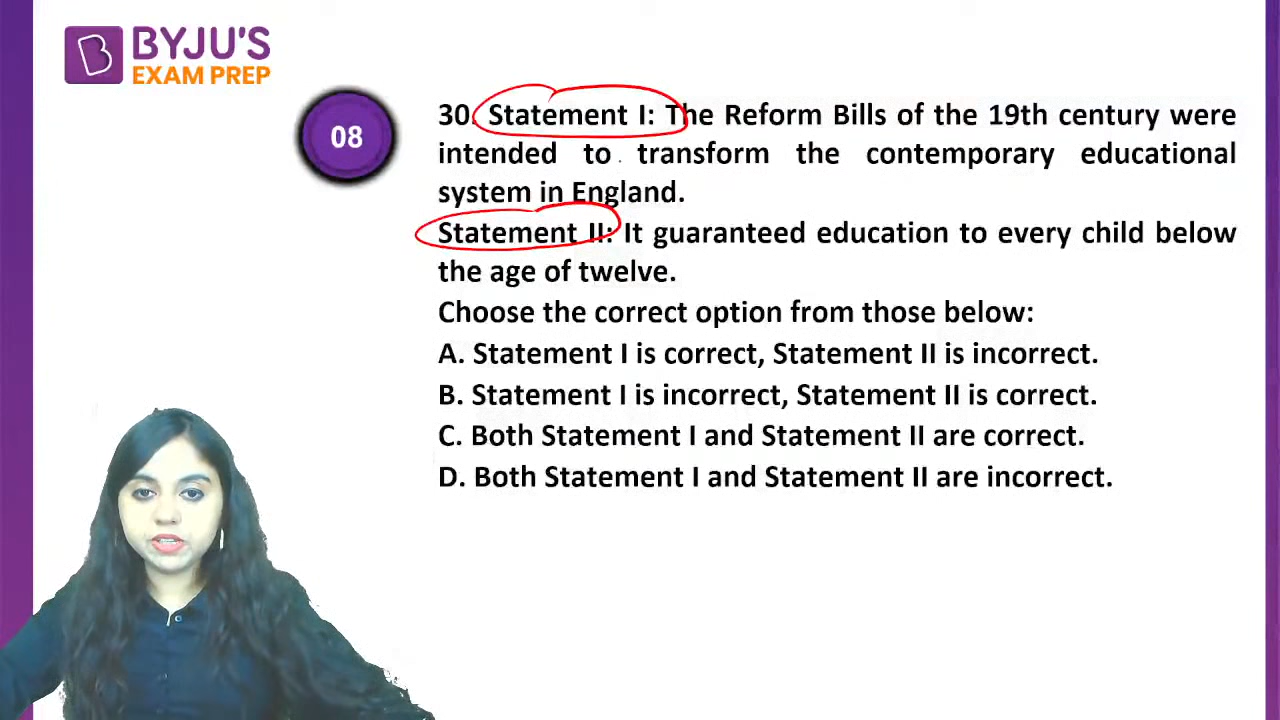 BYJU'S
EXAM PREP
08
30. Statement I: The Reform Bills of the 19th century were
intended to transform the contemporary educational
system in England.
Statement II: It guaranteed education to every child below
the age of twelve.
Choose the correct option from those below:
A. Statement I is correct, Statement II is incorrect.
B. Statement I is incorrect, Statement II is correct.
C. Both Statement I and Statement II are correct.
D. Both Statement I and Statement II are incorrect.